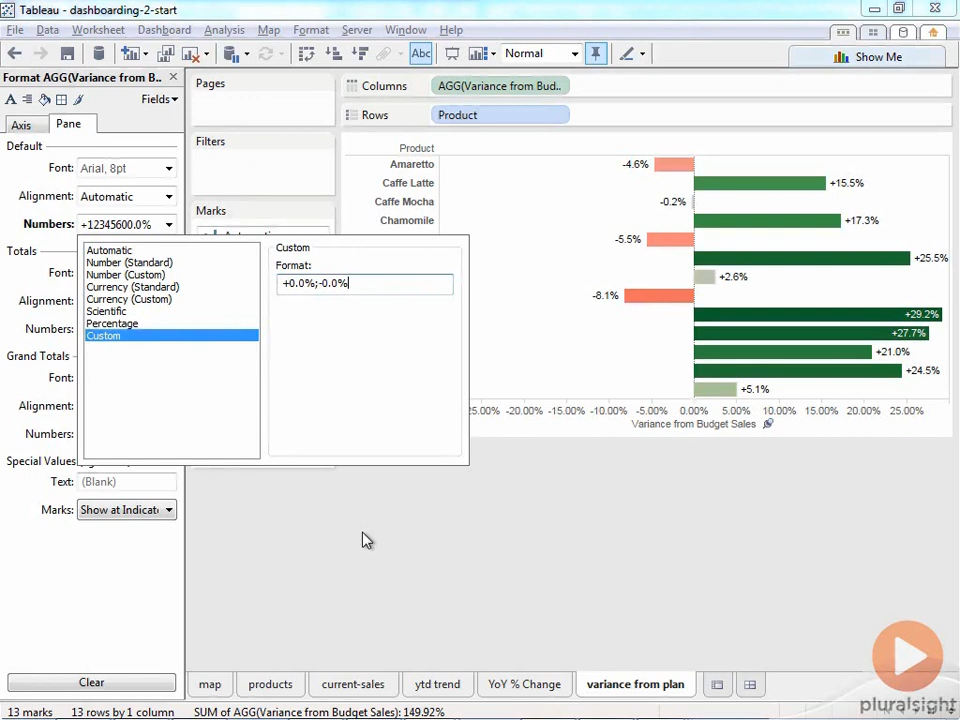 Tableau - dashboarding-2-start
File Data Worksheet Dashboard Analysis Map Format Server Window Help
Abc Normal Show Me
Format AGG(Variance from B..
Fields
Axis Pane
Default
Font: Arial, 8pt
Alignment: Automatic
Numbers: +12345600.0%
Totals
Font:
Alignment:
Numbers:
Grand Totals
Font:
Alignment:
Numbers:
Special Values
Text: (Blank)
Marks: Show at Indicat
Clear
Pages
Filters
Marks
Automatic
Columns AGG(Variance from Bud..
Rows Product
Automatic
Number (Standard)
Number (Custom)
Currency (Standard)
Currency (Custom)
Scientific
Percentage
Custom
Custom
Format:
+0.0%;-0.0%
Product
Amaretto -4.6%
Caffe Latte +15.5%
Caffe Mocha -0.2%
Chamomile +17.3%
-5.5%
+25.5%
+2.6%
-8.1%
+29.2%
+27.7%
+21.0%
+24.5%
+5.1%
25.00% -20.00% -15.00% -10.00% -5.00% 0.00% 5.00% 10.00% 15.00% 20.00% 25.00%
Variance from Budget Sales
map products current-sales ytd trend YoY % Change variance from plan
13 marks 13 rows by 1 column SUM of AGG(Variance from Budget Sales): 149.92%
pluralsight